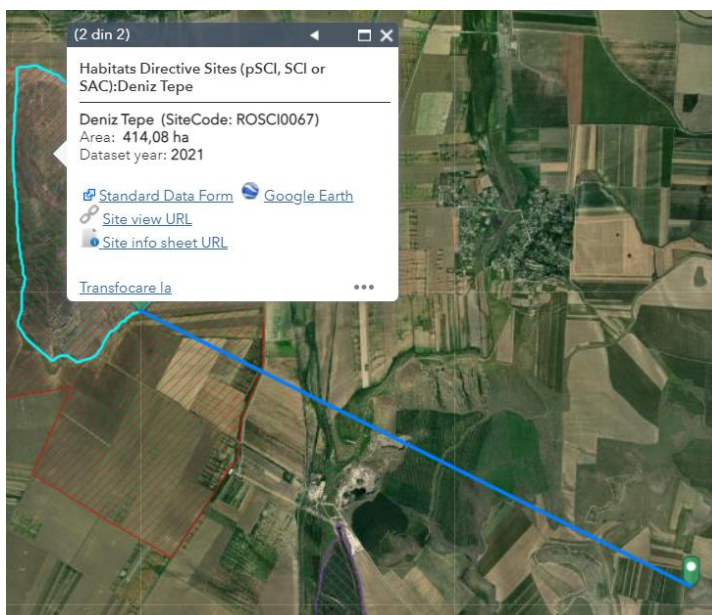 (2 din 2)
Habitats Directive Sites (pSCI, SCI or
SAC):Deniz Tepe
Deniz Tepe (SiteCode: ROSCI0067)
Area: 414,08 ha
Dataset year: 2021
Standard Data Form Google Earth
Site view URL
Site info sheet URL
Transfocare la